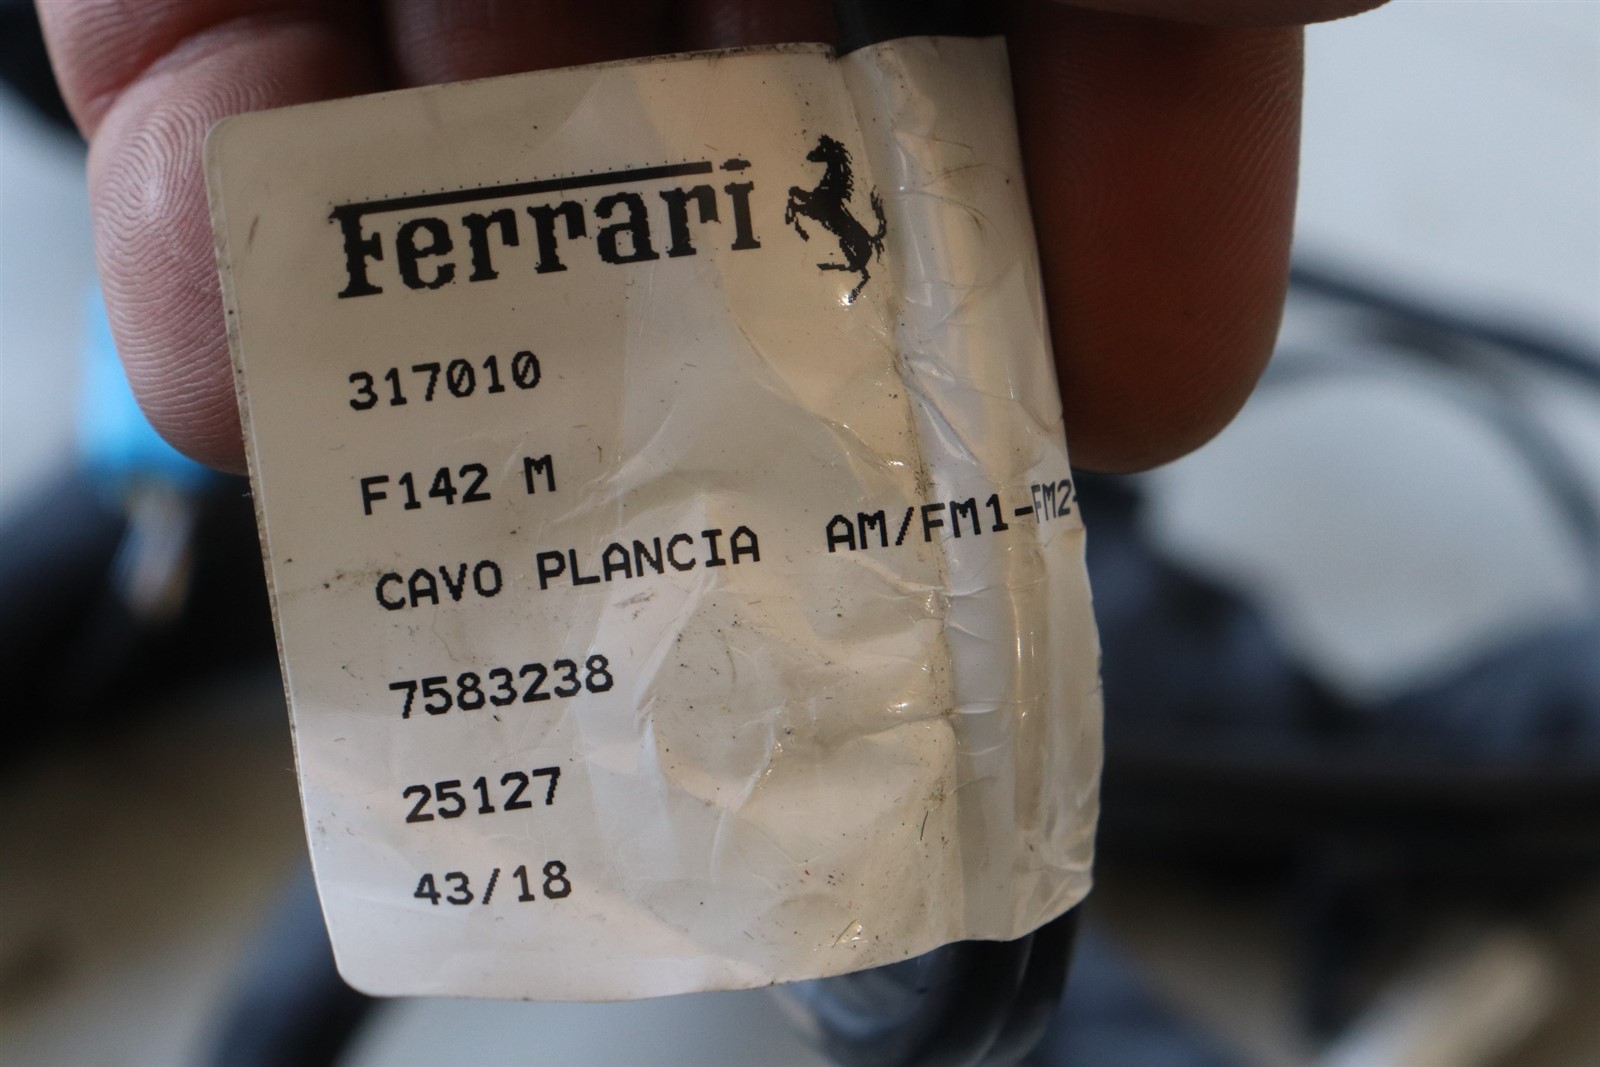 Ferrari
317010
F142 M
CAVO PLANCIA AM/FM1-FM2-
7583238
25127
43/18